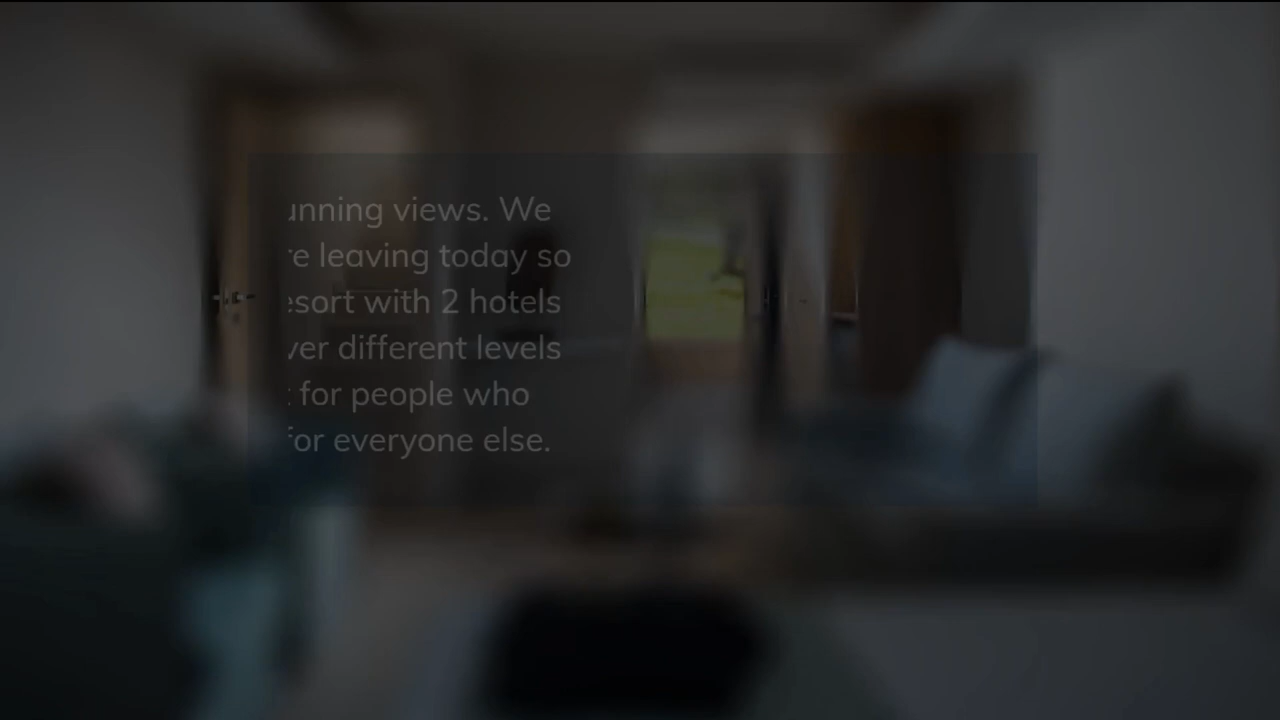 unning views. We
re leaving today so
esort with 2 hotels
ver different levels
for people who
for everyone else.